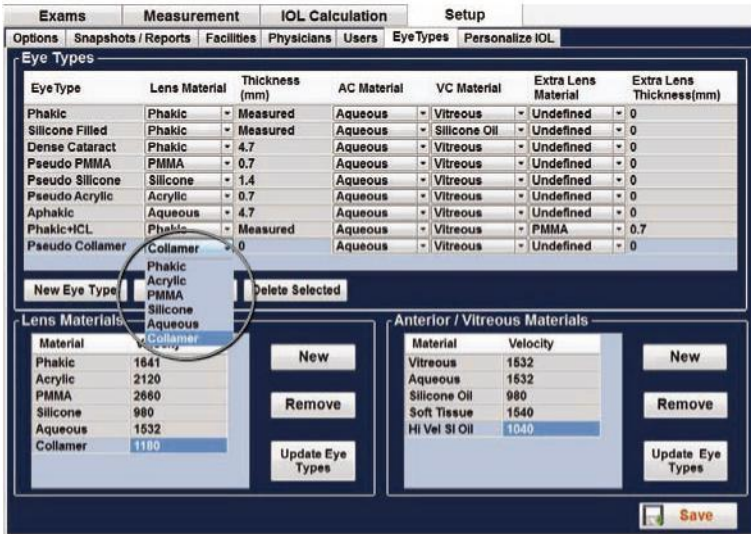 Exams Measurement IOL Calculation Setup
Options Snapshots / Reports Facilities Physicians Users EyeTypes Personalize IOL
Eye Types
EyeType Lens Material Thickness (mm) AC Material VC Material Extra Lens Material Extra Lens Thickness(mm)
Phakic Phakic Measured Aqueous Vitreous Undefined 0
Silicone Filled Phakic Measured Aqueous Silicone Oil Undefined 0
Dense Cataract Phakic 4.7 Aqueous Vitreous Undefined 0
Pseudo PMMA PMMA 0.7 Aqueous Vitreous Undefined 0
Pseudo Silicone Silicone 1.4 Aqueous Vitreous Undefined 0
Pseudo Acrylic Acrylic 0.7 Aqueous Vitreous Undefined 0
Aphakic Aqueous 4.7 Aqueous Vitreous Undefined 0
Phakic+ICL Phakic Measured Aqueous Vitreous PMMA 0.7
Pseudo Collamer Collamer 0 Aqueous Vitreous Undefined 0
Phakic
Acrylic
PMMA
Silicone
Aqueous
Collamer
New Eye Type Delete Selected
Lens Materials
Material
Phakic 1641
Acrylic 2120
PMMA 2660
Silicone 980
Aqueous 1532
Collamer 1180
New
Remove
Update Eye
Types
Anterior / Vitreous Materials
Material Velocity
Vitreous 1532
Aqueous 1532
Silicone Oil 980
Soft Tissue 1540
Hi Vel SI Oil 1040
New
Remove
Update Eye
Types
Save